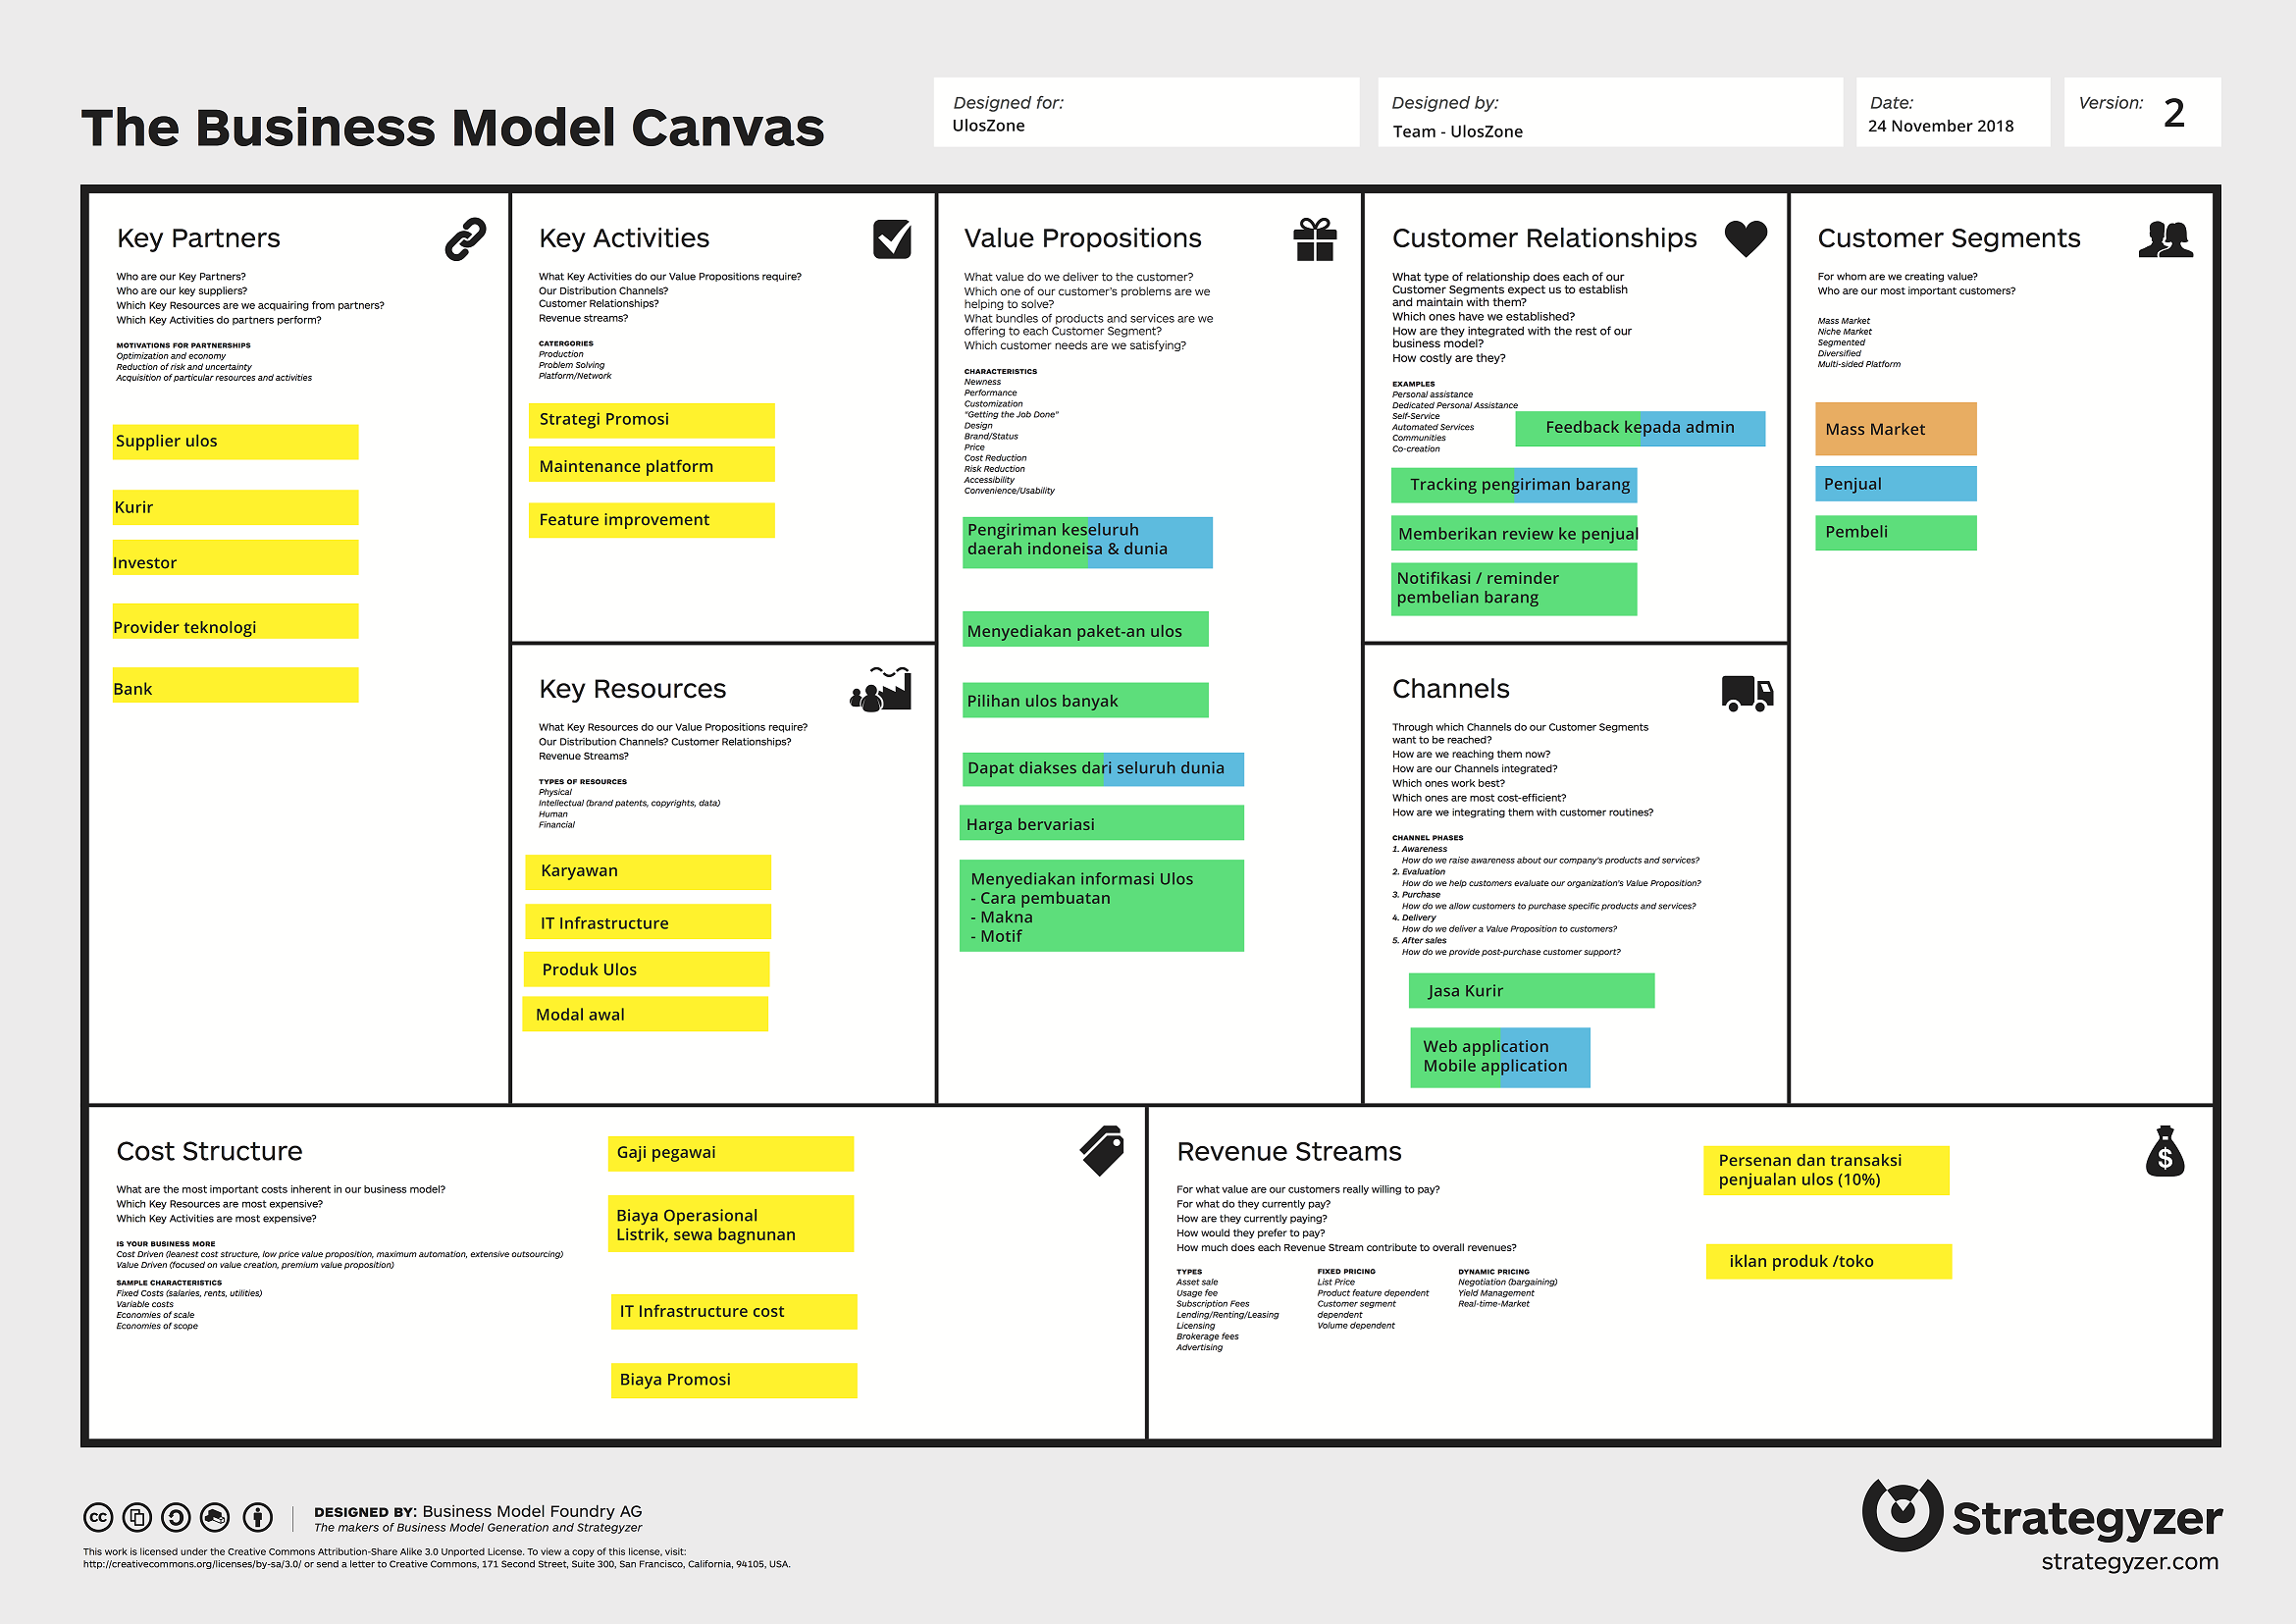 The Business Model Canvas
Designed for:
UlosZone
Designed by:
Team - UlosZone
Date:
24 November 2018
Version:
2
Key Partners
Who are our Key Partners?
Who are our key suppliers?
Which Key Resources are we acquairing from partners?
Which Key Activities do partners perform?
MOTIVATIONS FOR PARTNERSHIPS
Optimization and economy
Reduction of risk and uncertainty
Acquisition of particular resources and activities
Supplier ulos
Kurir
Investor
Provider teknologi
Bank
Key Activities
What Key Activities do our Value Propositions require?
Our Distribution Channels?
Customer Relationships?
Revenue streams?
CATERGORIES
Production
Problem Solving
Platform/Network
Strategi Promosi
Maintenance platform
Feature improvement
Key Resources
What Key Resources do our Value Propositions require?
Our Distribution Channels? Customer Relationships?
Revenue Streams?
TYPES OF RESOURCES
Physical
Intellectual (brand patents, copyrights, data)
Human
Financial
Karyawan
IT Infrastructure
Produk Ulos
Modal awal
Value Propositions
What value do we deliver to the customer?
Which one of our customer's problems are we
helping to solve?
What bundles of products and services are we
offering to each Customer Segment?
Which customer needs are we satisfying?
CHARACTERISTICS
Newness
Performance
Customization
"Getting the Job Done"
Design
Brand/Status
Price
Cost Reduction
Risk Reduction
Accessibility
Convenience/Usability
Pengiriman keseluruh
daerah indoneisa & dunia
Menyediakan paket-an ulos
Pilihan ulos banyak
Dapat diakses dari seluruh dunia
Harga bervariasi
Menyediakan informasi Ulos
- Cara pembuatan
- Makna
- Motif
Customer Relationships
What type of relationship does each of our
Customer Segments expect us to establish
and maintain with them?
Which ones have we established?
How are they integrated with the rest of our
business model?
How costly are they?
EXAMPLES
Personal assistance
Dedicated Personal Assistance
Self-Service
Automated Services
Communities
Co-creation
Feedback kepada admin
Tracking pengiriman barang
Memberikan review ke penjual
Notifikasi / reminder
pembelian barang
Channels
Through which Channels do our Customer Segments
want to be reached?
How are we reaching them now?
How are our Channels integrated?
Which ones work best?
Which ones are most cost-efficient?
How are we integrating them with customer routines?
CHANNEL PHASES
1. Awareness
How do we raise awareness about our company's products and services?
2. Evaluation
How do we help customers evaluate our organization's Value Proposition?
3. Purchase
How do we allow customers to purchase specific products and services?
4. Delivery
How do we deliver a Value Proposition to customers?
5. After sales
How do we provide post-purchase customer support?
Jasa Kurir
Web application
Mobile application
Customer Segments
For whom are we creating value?
Who are our most important customers?
Mass Market
Niche Market
Segmented
Diversified
Multi-sided Platform
Mass Market
Penjual
Pembeli
Cost Structure
What are the most important costs inherent in our business model?
Which Key Resources are most expensive?
Which Key Activities are most expensive?
IS YOUR BUSINESS MORE
Cost Driven (leanest cost structure, low price value proposition, maximum automation, extensive outsourcing)
Value Driven (focused on value creation, premium value proposition)
SAMPLE CHARACTERISTICS
Fixed Costs (salaries, rents, utilities)
Variable costs
Economies of scale
Economies of scope
Gaji pegawai
Biaya Operasional
Listrik, sewa bagnunan
IT Infrastructure cost
Biaya Promosi
Revenue Streams
For what value are our customers really willing to pay?
For what do they currently pay?
How are they currently paying?
How would they prefer to pay?
How much does each Revenue Stream contribute to overall revenues?
TYPES
Asset sale
Usage fee
Subscription Fees
Lending/Renting/Leasing
Licensing
Brokerage fees
Advertising
FIXED PRICING
List Price
Product feature dependent
Customer segment
dependent
Volume dependent
DYNAMIC PRICING
Negotiation (bargaining)
Yield Management
Real-time-Market
Persenan dan transaksi
penjualan ulos (10%)
iklan produk /toko
$
cc
DESIGNED BY: Business Model Foundry AG
The makers of Business Model Generation and Strategyzer
This work is licensed under the Creative Commons Attribution-Share Alike 3.0 Unported License. To view a copy of this license, visit:
http://creativecommons.org/licenses/by-sa/3.0/ or send a letter to Creative Commons, 171 Second Street, Suite 300, San Francisco, California, 94105, USA.
Strategyzer
strategyzer.com